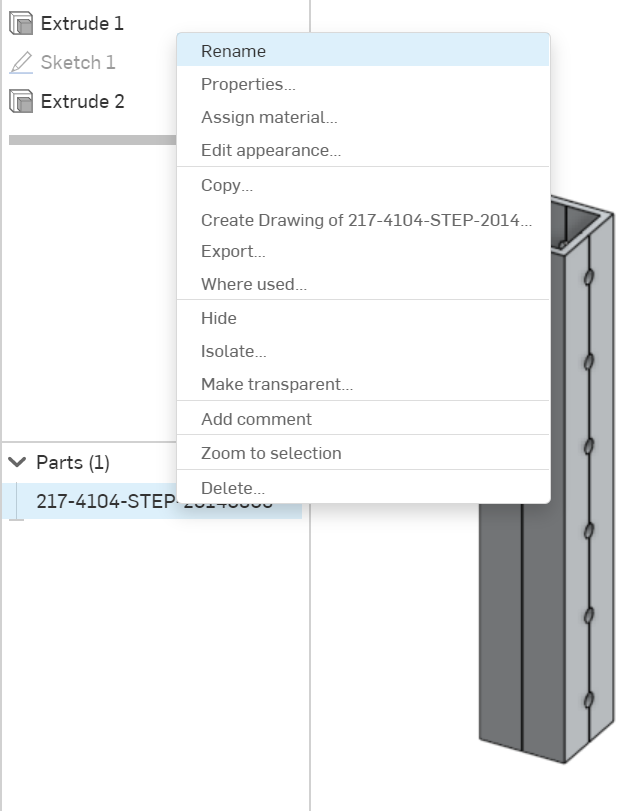 Extrude 1
Sketch 1
Extrude 2
Rename
Properties...
Assign material...
Edit appearance...
Copy...
Create Drawing of 217-4104-STEP-2014...
Export...
Where used...
Hide
Isolate...
Make transparent...
Add comment
Zoom to selection
Delete...
Parts (1)
217-4104-STEP-